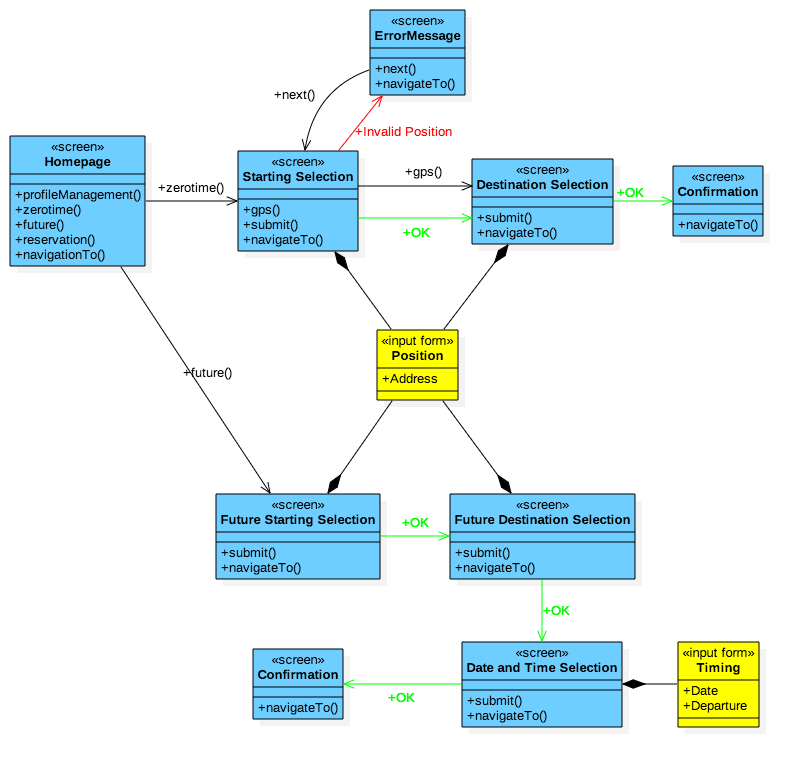 «screen»
ErrorMessage
+next()
+navigateTo()
+next()
+Invalid Position
«screen»
Homepage
+profileManagement()
+zerotime()
+future()
+reservation()
+navigationTo()
+zerotime()
«screen»
Starting Selection
+gps()
+submit()
+navigateTo()
+gps()
+OK
«screen»
Destination Selection
+submit()
+navigateTo()
+OK
«screen»
Confirmation
+navigateTo()
«input form»
Position
+Address
+future()
«screen»
Future Starting Selection
+submit()
+navigateTo()
+OK
«screen»
Future Destination Selection
+submit()
+navigateTo()
+OK
«screen»
Confirmation
+navigateTo()
+OK
«screen»
Date and Time Selection
+submit()
+navigateTo()
«input form»
Timing
+Date
+Departure